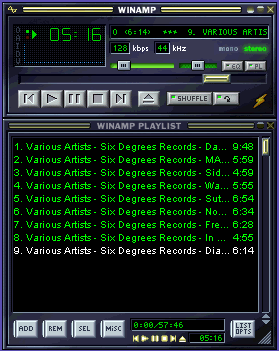 WINAMP
05:16
0 (6:14) *** 9. VARIOUS ARTIS
128 kbps 44 kHz mono stereo
EQ PL
SHUFFLE
WINAMP PLAYLIST
1. Various Artists - Six Degrees Records - Da... 9:48
2. Various Artists - Six Degrees Records - MA... 5:59
3. Various Artists - Six Degrees Records - Sid... 4:59
4. Various Artists - Six Degrees Records - Wa... 5:55
5. Various Artists - Six Degrees Records - Sut... 5:54
6. Various Artists - Six Degrees Records - No... 6:34
7. Various Artists - Six Degrees Records - Fre... 6:28
8. Various Artists - Six Degrees Records - In ... 4:55
9. Various Artists - Six Degrees Records - Dia... 6:14
ADD REM SEL MISC 0:00/57:46 LIST OPTS
05:16